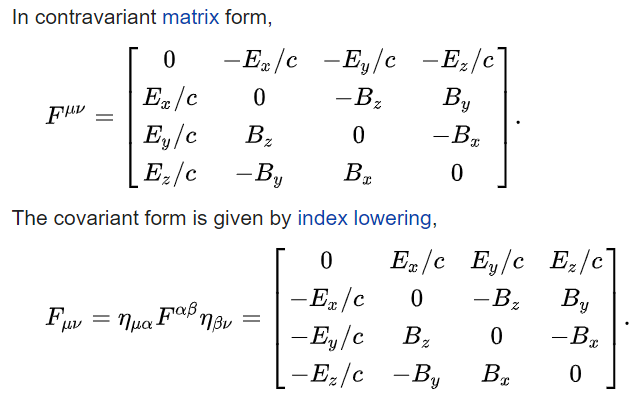 In contravariant matrix form,
F^{μν} = [
0 −E_x/c −E_y/c −E_z/c
E_x/c 0 −B_z B_y
E_y/c B_z 0 −B_x
E_z/c −B_y B_x 0
].
The covariant form is given by index lowering,
F_{μν} = η_{μα} F^{αβ} η_{βν} = [
0 E_x/c E_y/c E_z/c
−E_x/c 0 −B_z B_y
−E_y/c B_z 0 −B_x
−E_z/c −B_y B_x 0
].